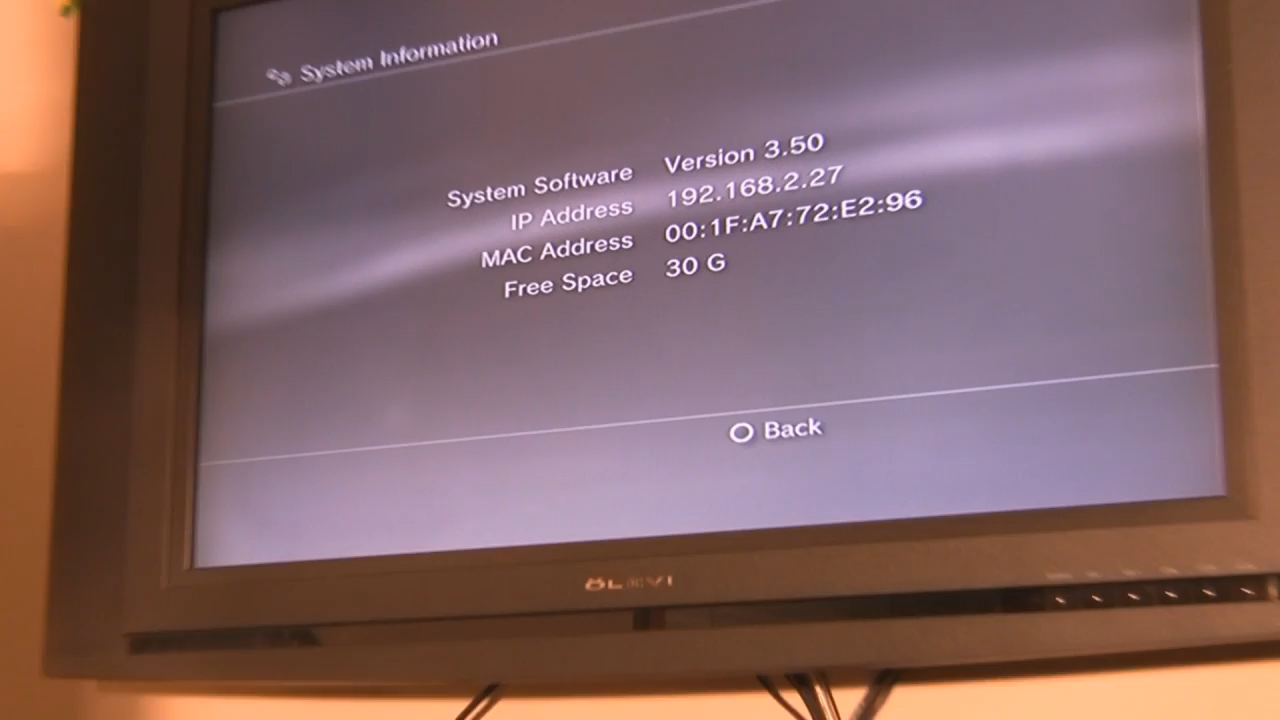 System Information
System Software Version 3.50
IP Address 192.168.2.27
MAC Address 00:1F:A7:72:E2:96
Free Space 30 G
Back
ÖLEVI